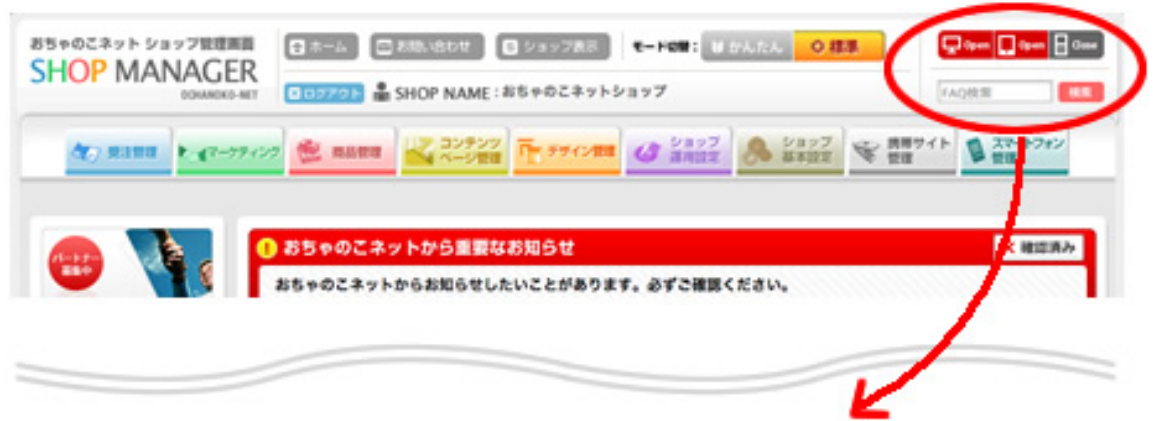 おちゃのこネット ショップ管理画面
SHOP MANAGER
OCHANOKO-NET
ホーム
お問い合わせ
ショップ表示
モード切替:
かんたん
標準
Open
Open
Close
ログアウト
SHOP NAME:おちゃのこネットショップ
FAQ検索
検索
受注管理
マーケティング
商品管理
コンテンツ
ページ管理
デザイン管理
ショップ
運用設定
ショップ
基本設定
携帯サイト
管理
スマートフォン
管理
パートナー
募集中
おちゃのこネットから重要なお知らせ
確認済み
おちゃのこネットからお知らせしたいことがあります。必ずご確認ください。